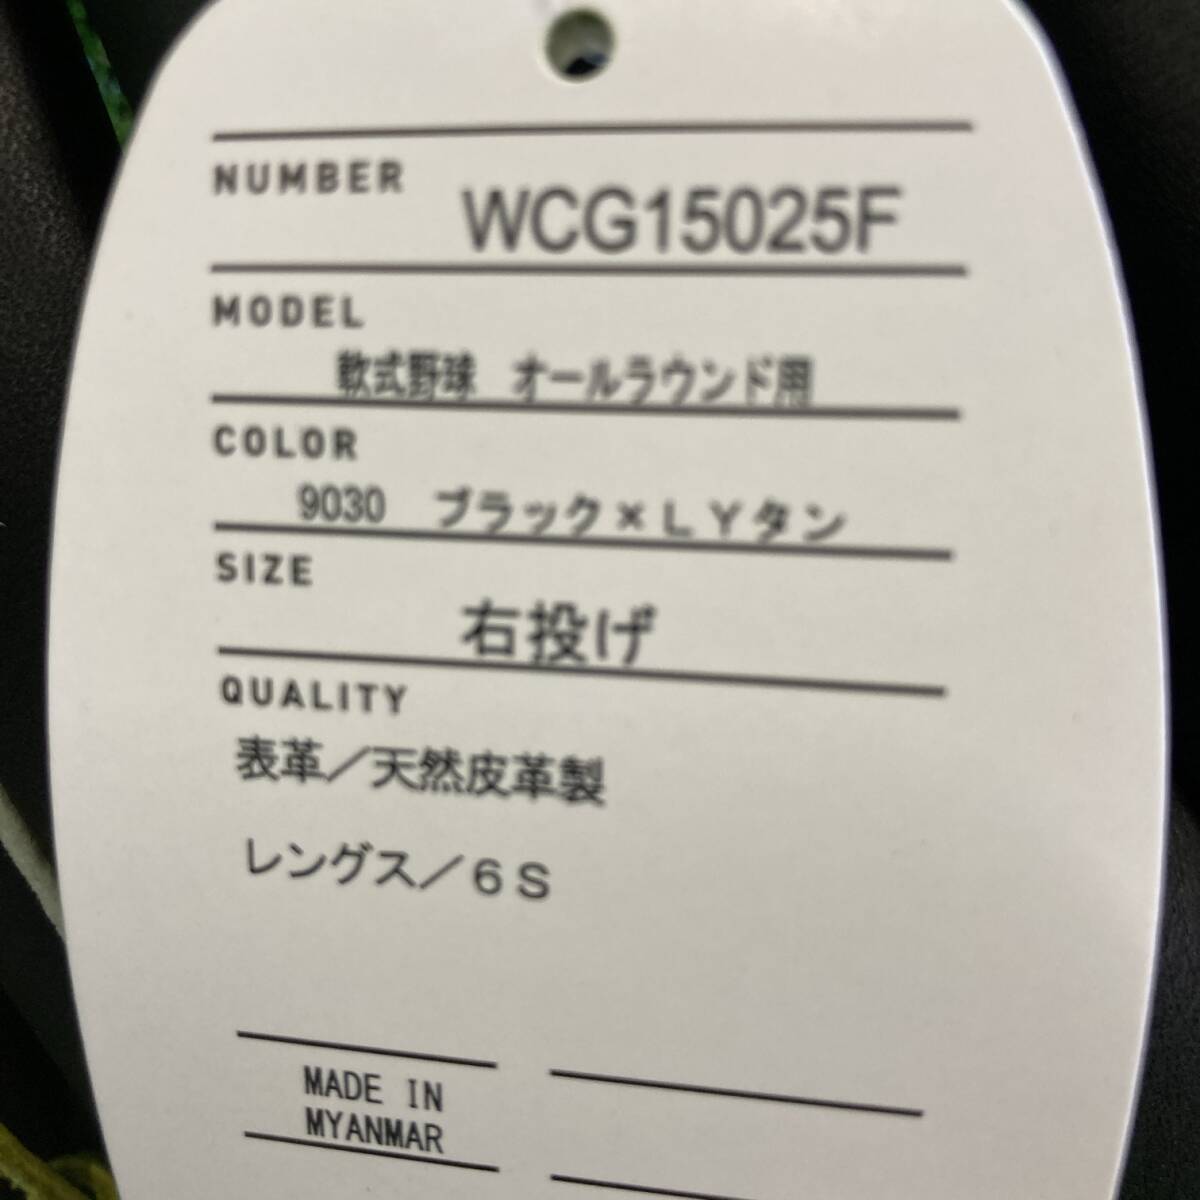 NUMBER
WCG15025F
MODEL
軟式野球　オールラウンド用
COLOR
9030　ブラック×ＬＹタン
SIZE
右投げ
QUALITY
表革／天然皮革製
レングス／６Ｓ
MADE IN
MYANMAR